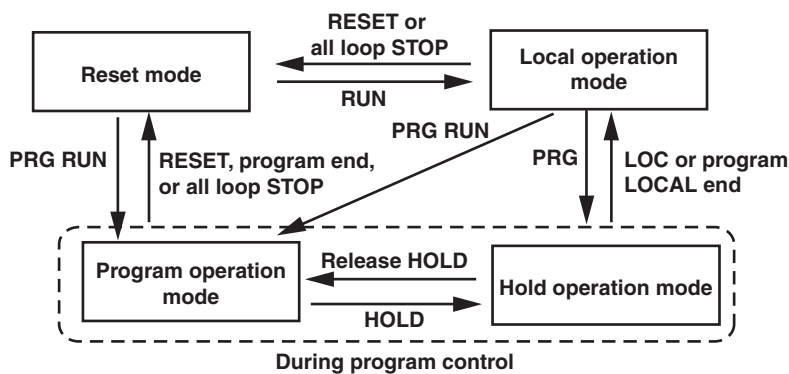 RESET or
all loop STOP
Reset mode
Local operation
mode
RUN
PRG RUN
RESET, program end,
or all loop STOP
PRG RUN
PRG
LOC or program
LOCAL end
Program operation
mode
Release HOLD
HOLD
Hold operation mode
During program control